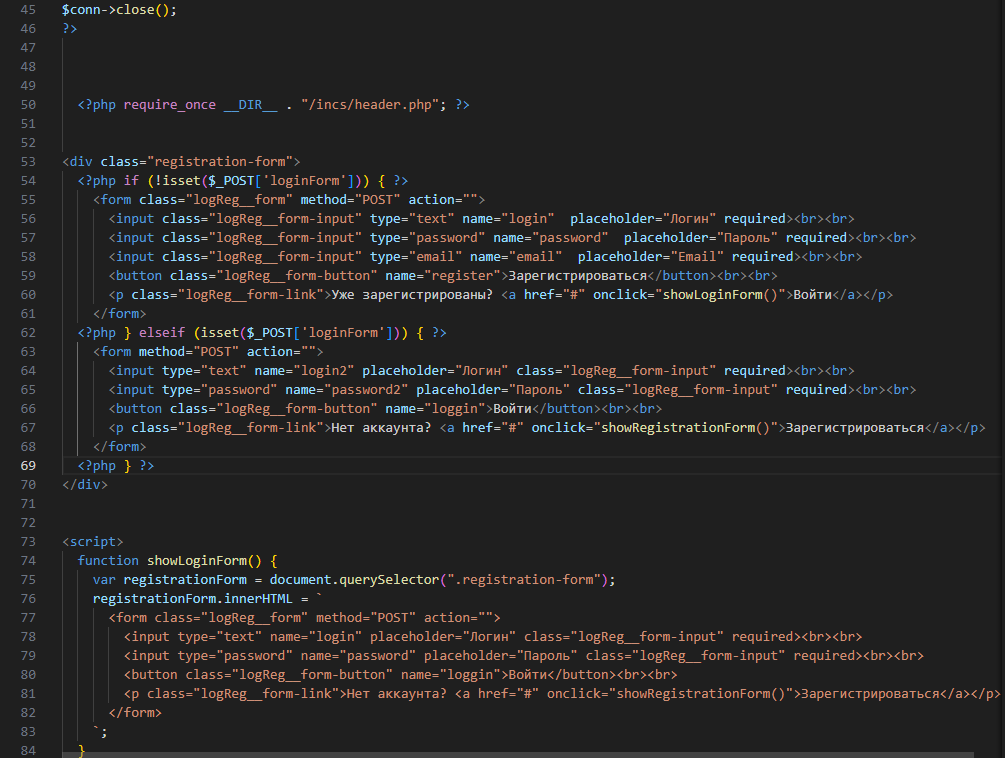 45 $conn->close();
46 ?>
47
48
49
50 <?php require_once __DIR__ . "/incs/header.php"; ?>
51
52
53 <div class="registration-form">
54 <?php if (!isset($_POST['loginForm'])) { ?>
55 <form class="logReg__form" method="POST" action="">
56 <input class="logReg__form-input" type="text" name="login"  placeholder="Логин" required><br><br>
57 <input class="logReg__form-input" type="password" name="password"  placeholder="Пароль" required><br><br>
58 <input class="logReg__form-input" type="email" name="email"  placeholder="Email" required><br><br>
59 <button class="logReg__form-button" name="register">Зарегистрироваться</button><br><br>
60 <p class="logReg__form-link">Уже зарегистрированы? <a href="#" onclick="showLoginForm()">Войти</a></p>
61 </form>
62 <?php } elseif (isset($_POST['loginForm'])) { ?>
63 <form method="POST" action="">
64 <input type="text" name="login2" placeholder="Логин" class="logReg__form-input" required><br><br>
65 <input type="password" name="password2" placeholder="Пароль" class="logReg__form-input" required><br><br>
66 <button class="logReg__form-button" name="loggin">Войти</button><br><br>
67 <p class="logReg__form-link">Нет аккаунта? <a href="#" onclick="showRegistrationForm()">Зарегистрироваться</a></p>
68 </form>
69 <?php } ?>
70 </div>
71
72
73 <script>
74 function showLoginForm() {
75 var registrationForm = document.querySelector(".registration-form");
76 registrationForm.innerHTML = `
77 <form class="logReg__form" method="POST" action="">
78 <input type="text" name="login" placeholder="Логин" class="logReg__form-input" required><br><br>
79 <input type="password" name="password" placeholder="Пароль" class="logReg__form-input" required><br><br>
80 <button class="logReg__form-button" name="loggin">Войти</button><br><br>
81 <p class="logReg__form-link">Нет аккаунта? <a href="#" onclick="showRegistrationForm()">Зарегистрироваться</a></p>
82 </form>
83 `;
84 }